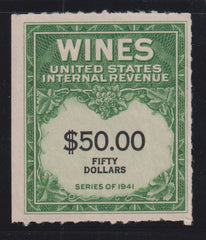 WINES
UNITED STATES
INTERNAL REVENUE
$50.00
FIFTY
DOLLARS
SERIES OF 1941